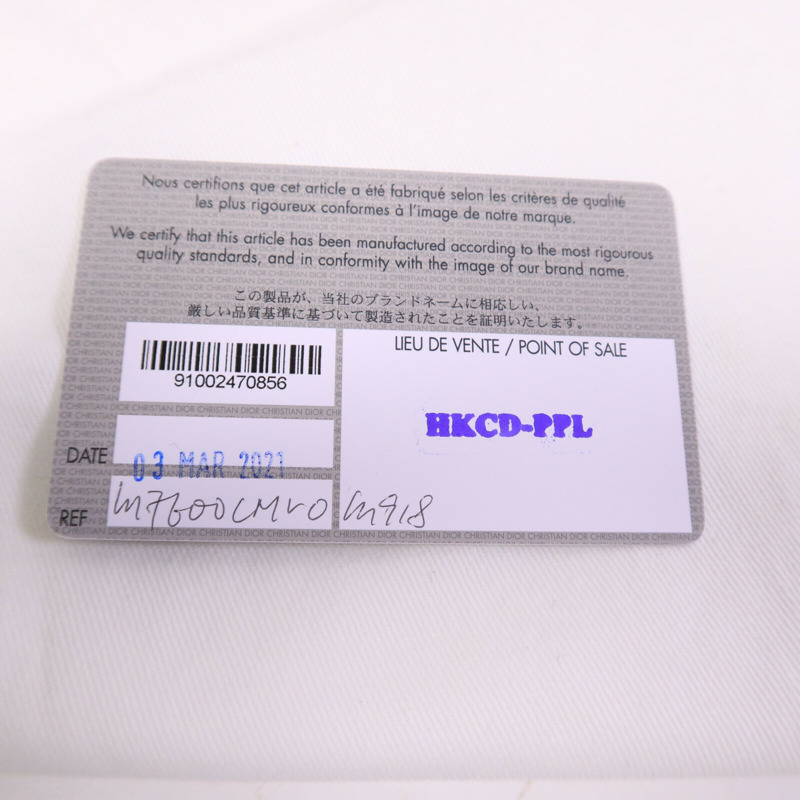 Nous certifions que cet article a été fabriqué selon les critères de qualité
les plus rigoureux conformes à l'image de notre marque.
We certify that this article has been manufactured according to the most rigourous
quality standards, and in conformity with the image of our brand name.
この製品が、当社のブランドネームに相応しい、
厳しい品質基準に基づいて製造されたことを証明いたします。
91002470856
LIEU DE VENTE / POINT OF SALE
HKCD-PPL
DATE 03 MAR 2021
REF M918